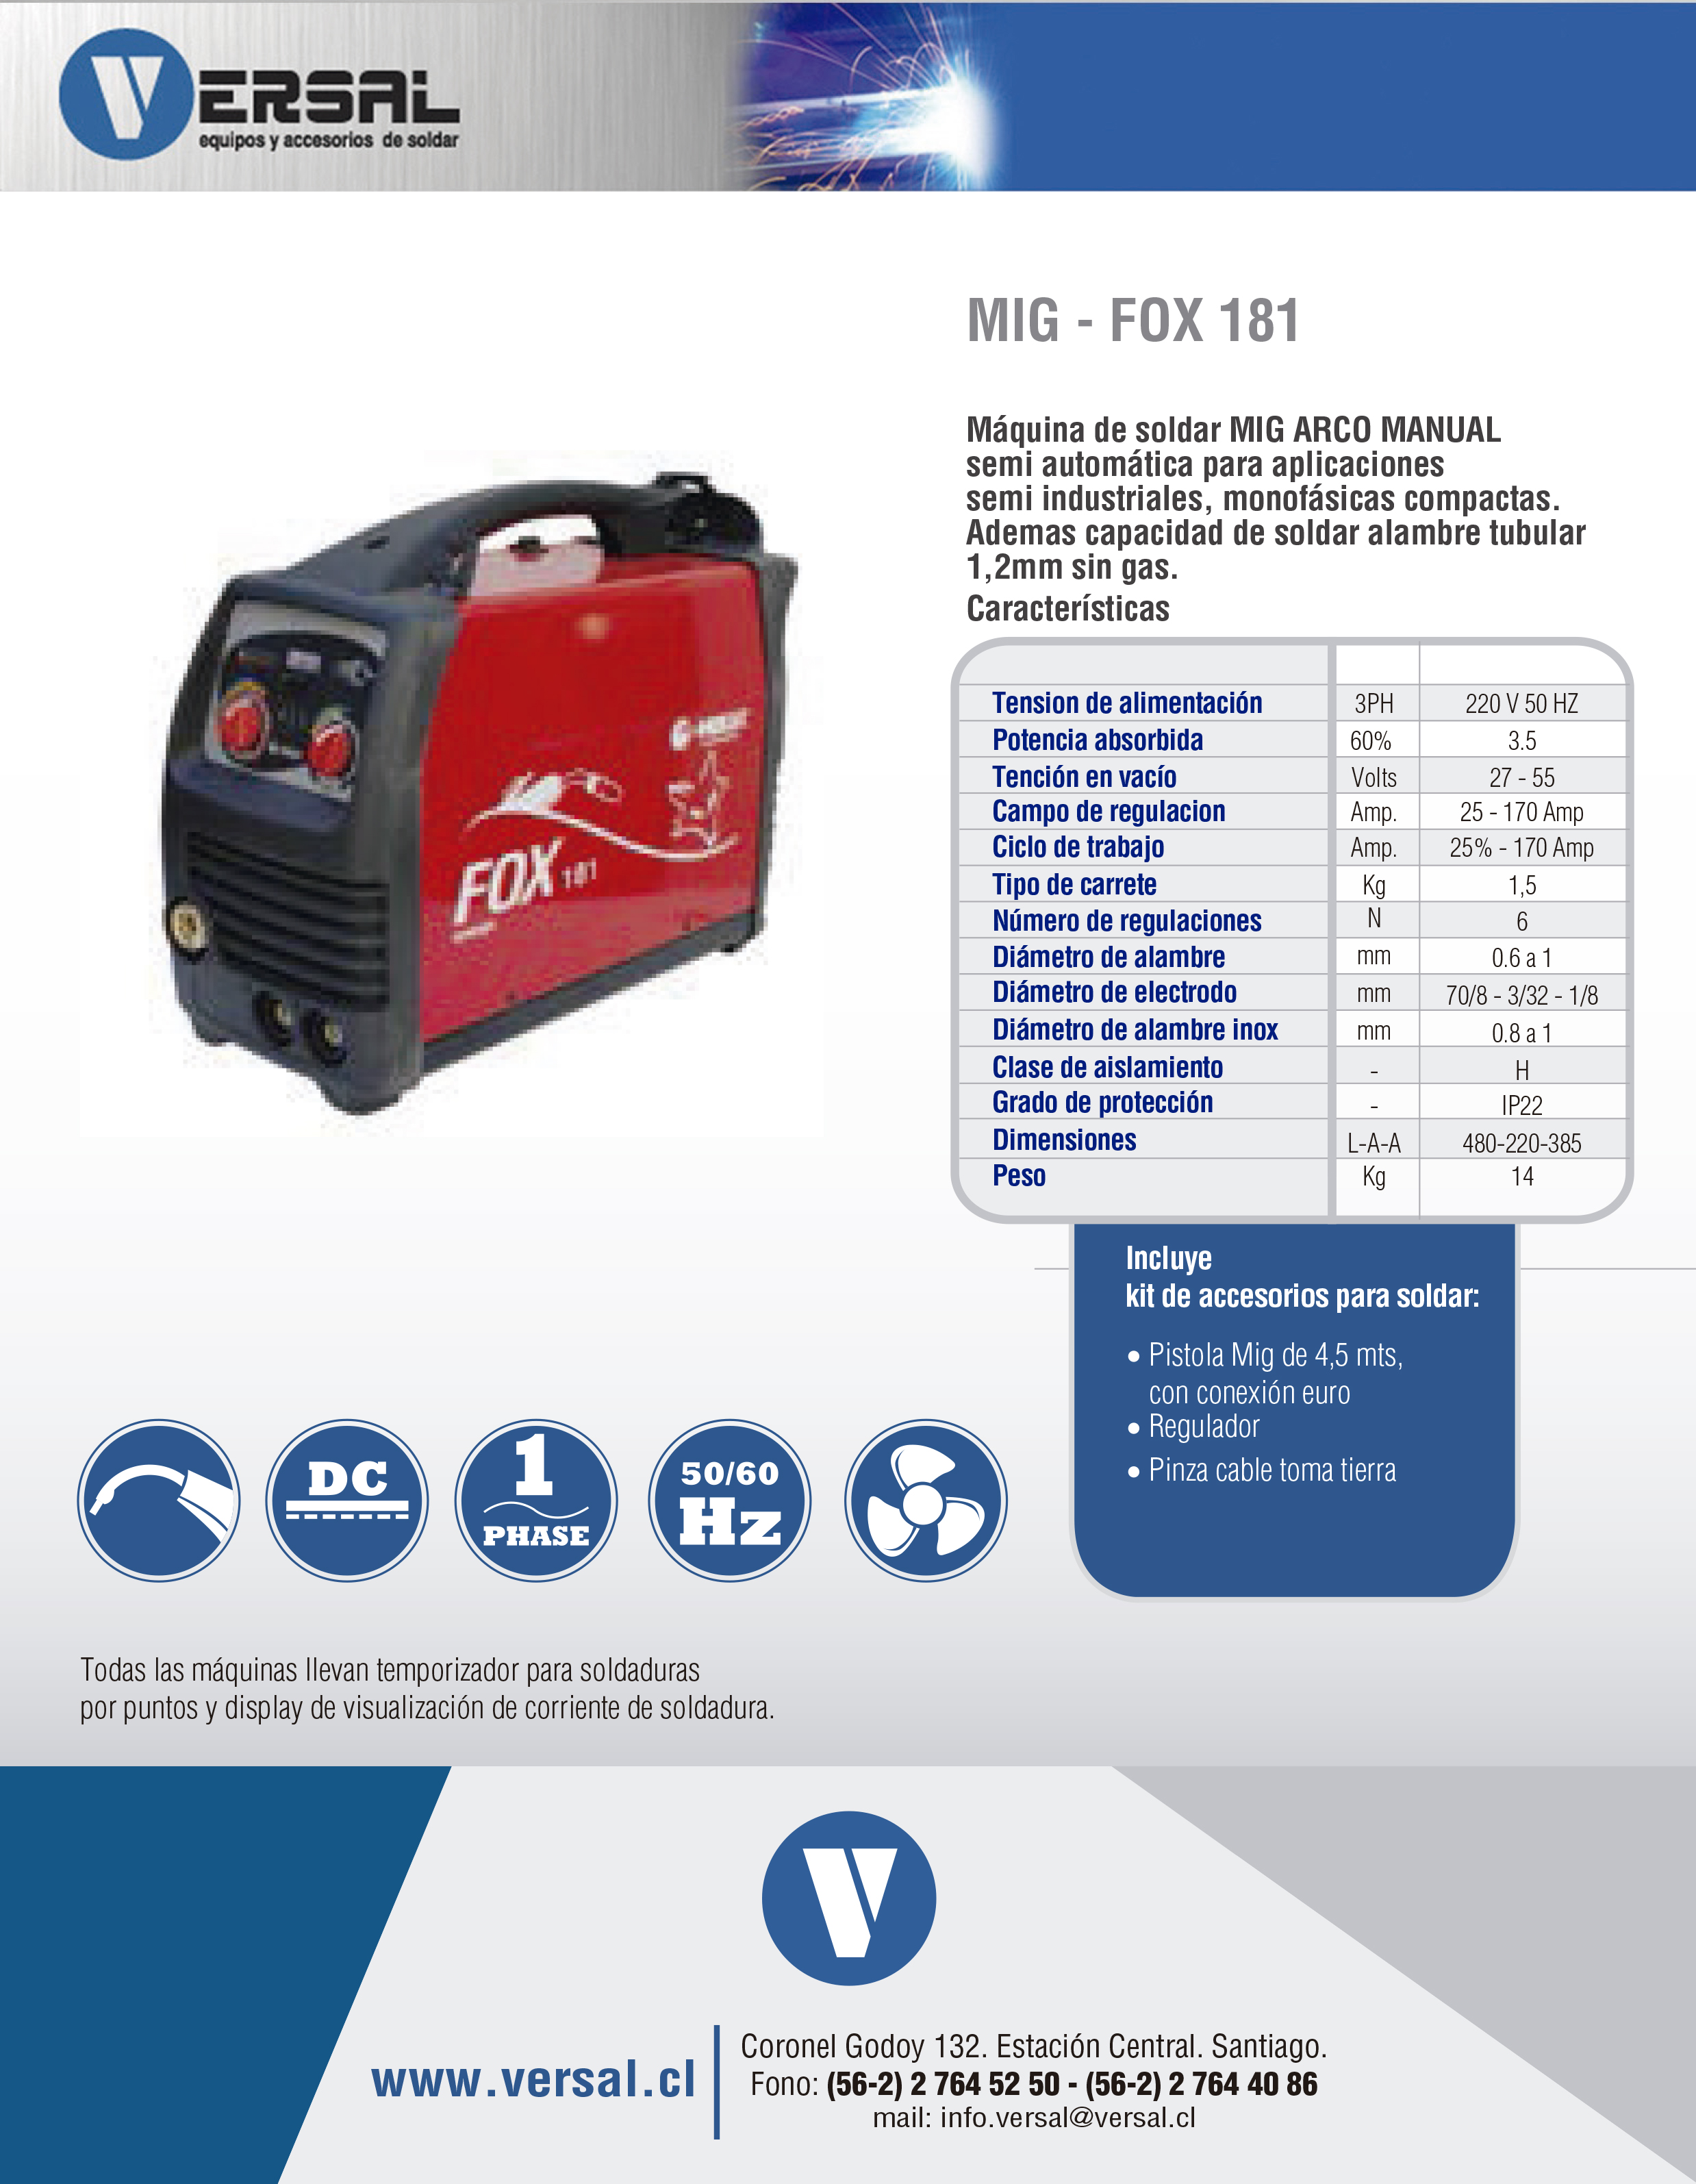 VERSAL
equipos y accesorios de soldar
MIG - FOX 181
Máquina de soldar MIG ARCO MANUAL
semi automática para aplicaciones
semi industriales, monofásicas compactas.
Ademas capacidad de soldar alambre tubular
1,2mm sin gas.
Características
Tension de alimentación 3PH 220 V 50 HZ
Potencia absorbida 60% 3.5
Tención en vacío Volts 27 - 55
Campo de regulacion Amp. 25 - 170 Amp
Ciclo de trabajo Amp. 25% - 170 Amp
Tipo de carrete Kg 1,5
Número de regulaciones N 6
Diámetro de alambre mm 0.6 a 1
Diámetro de electrodo mm 70/8 - 3/32 - 1/8
Diámetro de alambre inox mm 0.8 a 1
Clase de aislamiento - H
Grado de protección - IP22
Dimensiones L-A-A 480-220-385
Peso Kg 14
FOX 181
Incluye
kit de accesorios para soldar:
• Pistola Mig de 4,5 mts,
con conexión euro
• Regulador
• Pinza cable toma tierra
DC
1
PHASE
50/60
Hz
Todas las máquinas llevan temporizador para soldaduras
por puntos y display de visualización de corriente de soldadura.
V
www.versal.cl
Coronel Godoy 132. Estación Central. Santiago.
Fono: (56-2) 2 764 52 50 - (56-2) 2 764 40 86
mail: info.versal@versal.cl